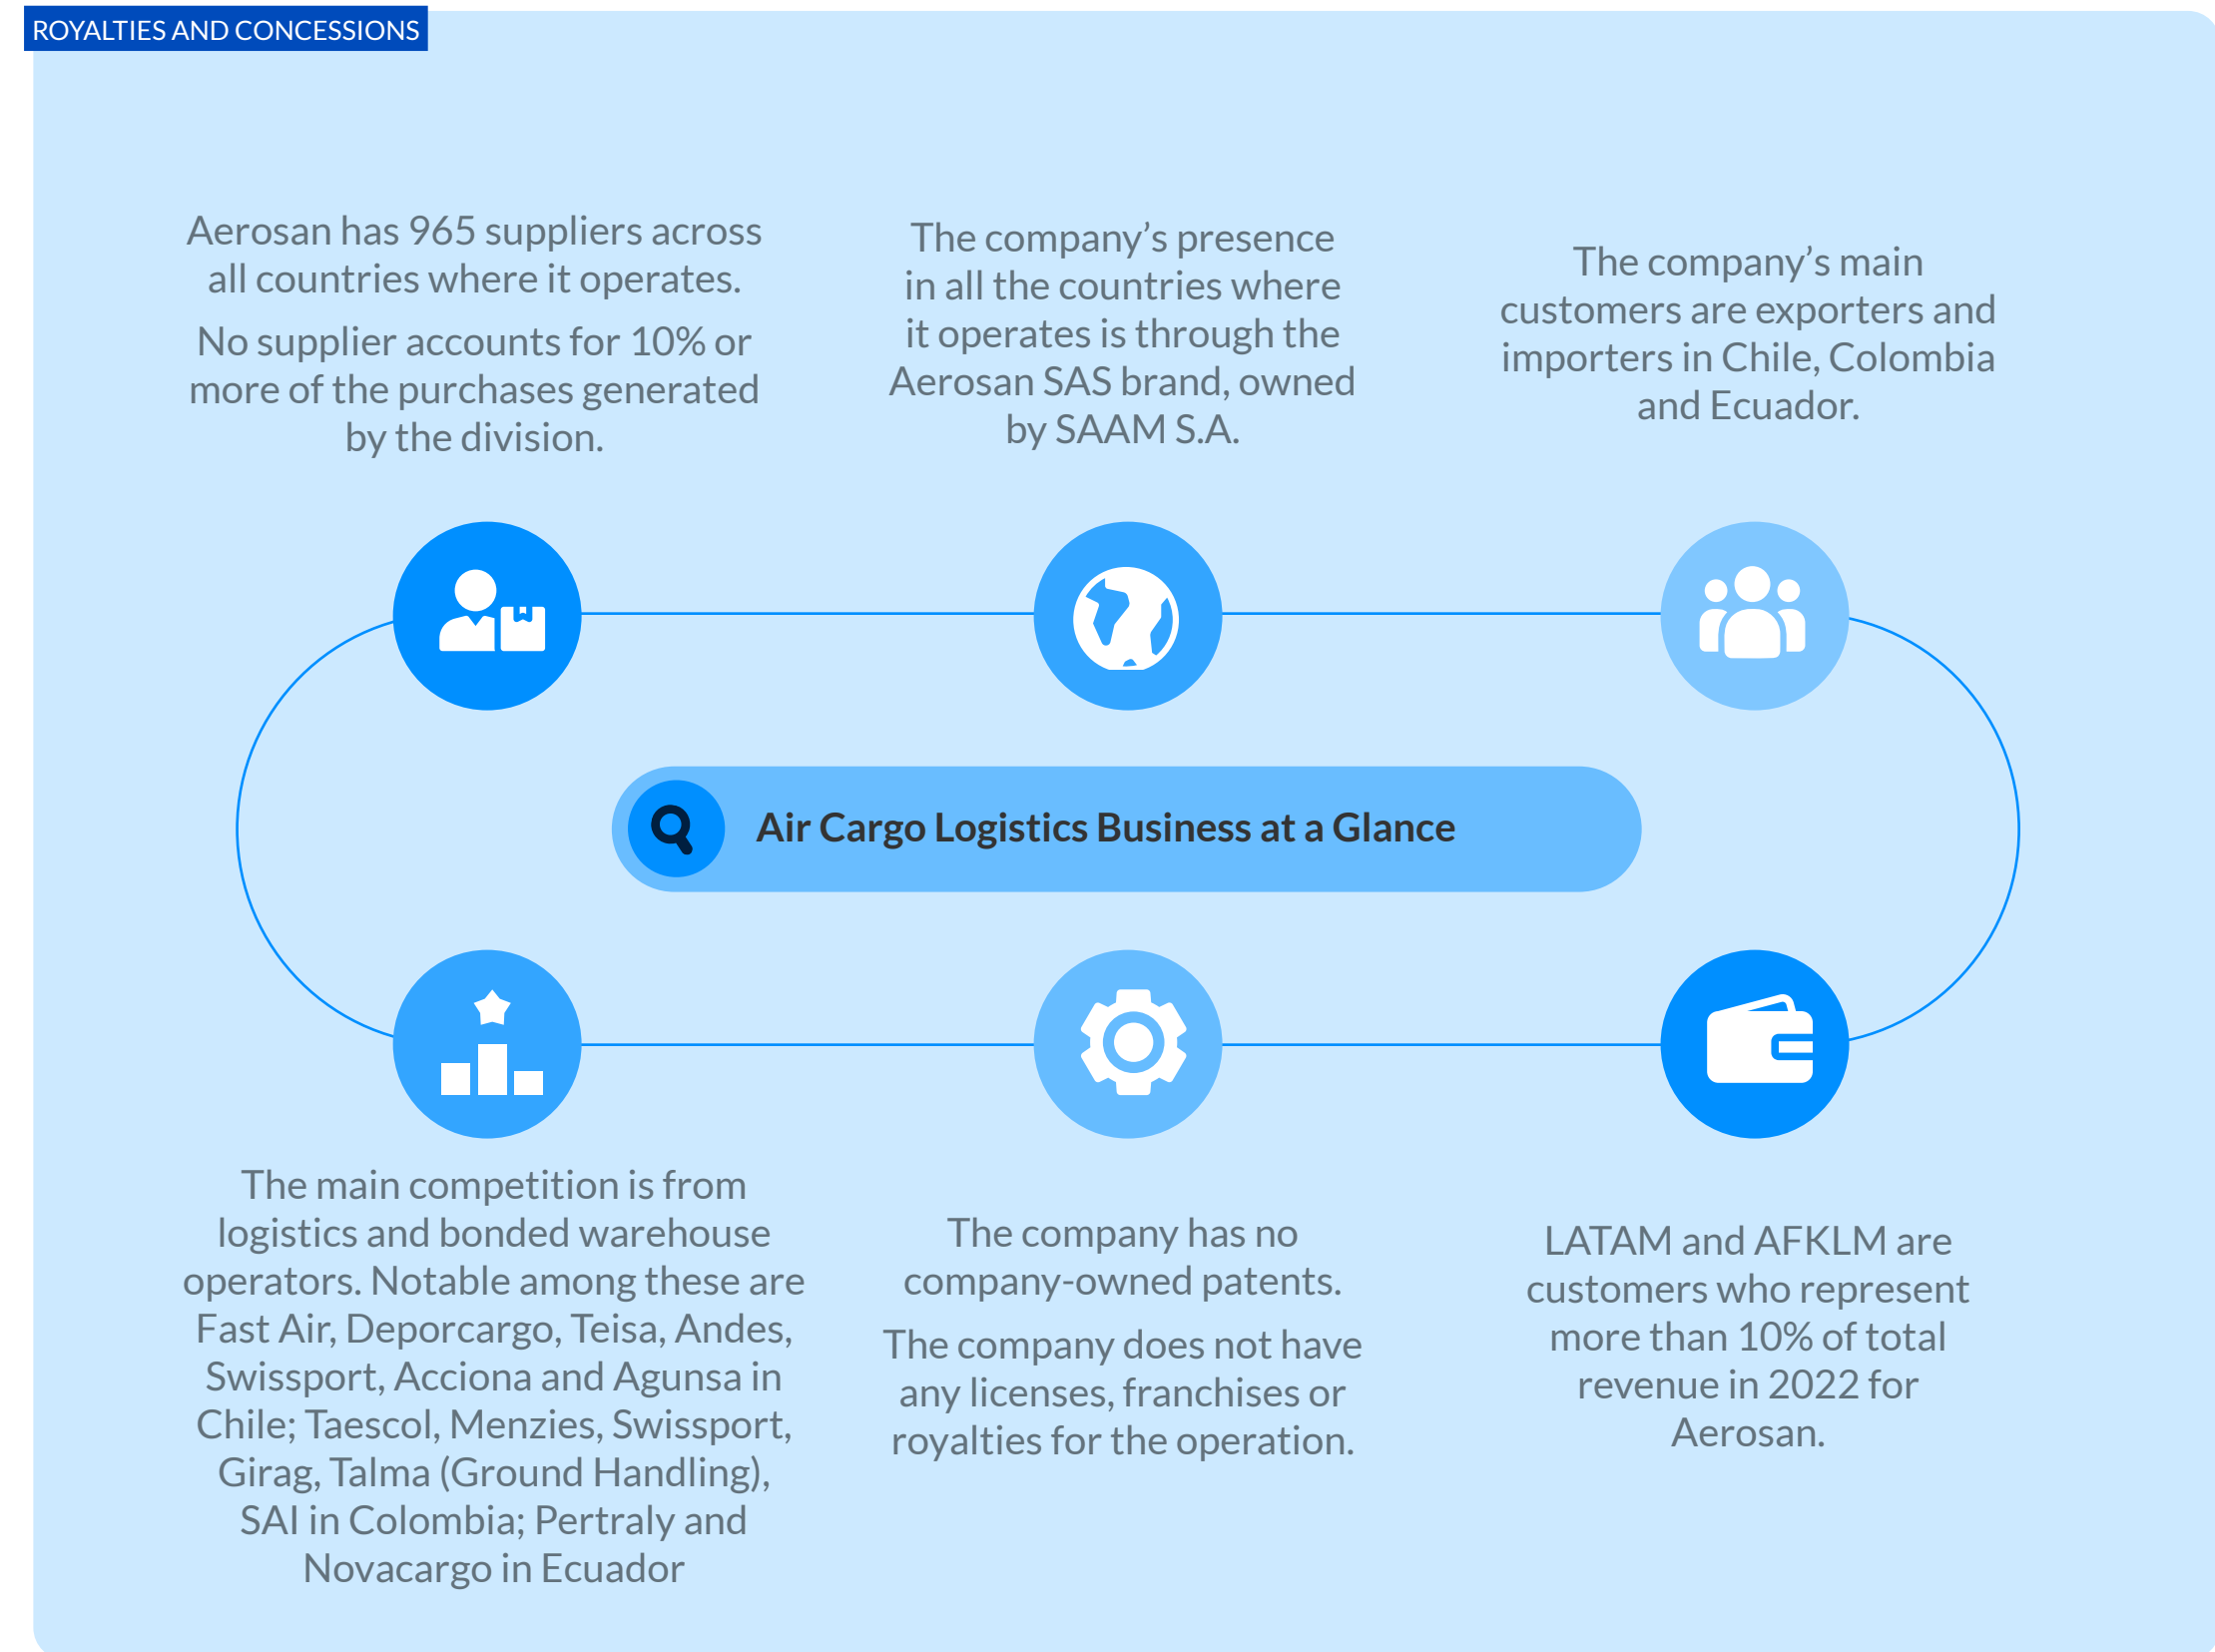 ROYALTIES AND CONCESSIONS
Aerosan has 965 suppliers across
all countries where it operates.
No supplier accounts for 10% or
more of the purchases generated
by the division.
The company’s presence
in all the countries where
it operates is through the
Aerosan SAS brand, owned
by SAAM S.A.
The company’s main
customers are exporters and
importers in Chile, Colombia
and Ecuador.
Air Cargo Logistics Business at a Glance
The main competition is from
logistics and bonded warehouse
operators. Notable among these are
Fast Air, Deporcargo, Teisa, Andes,
Swissport, Acciona and Agunsa in
Chile; Taescol, Menzies, Swissport,
Girag, Talma (Ground Handling),
SAI in Colombia; Pertraly and
Novacargo in Ecuador
The company has no
company-owned patents.
The company does not have
any licenses, franchises or
royalties for the operation.
LATAM and AFKLM are
customers who represent
more than 10% of total
revenue in 2022 for
Aerosan.